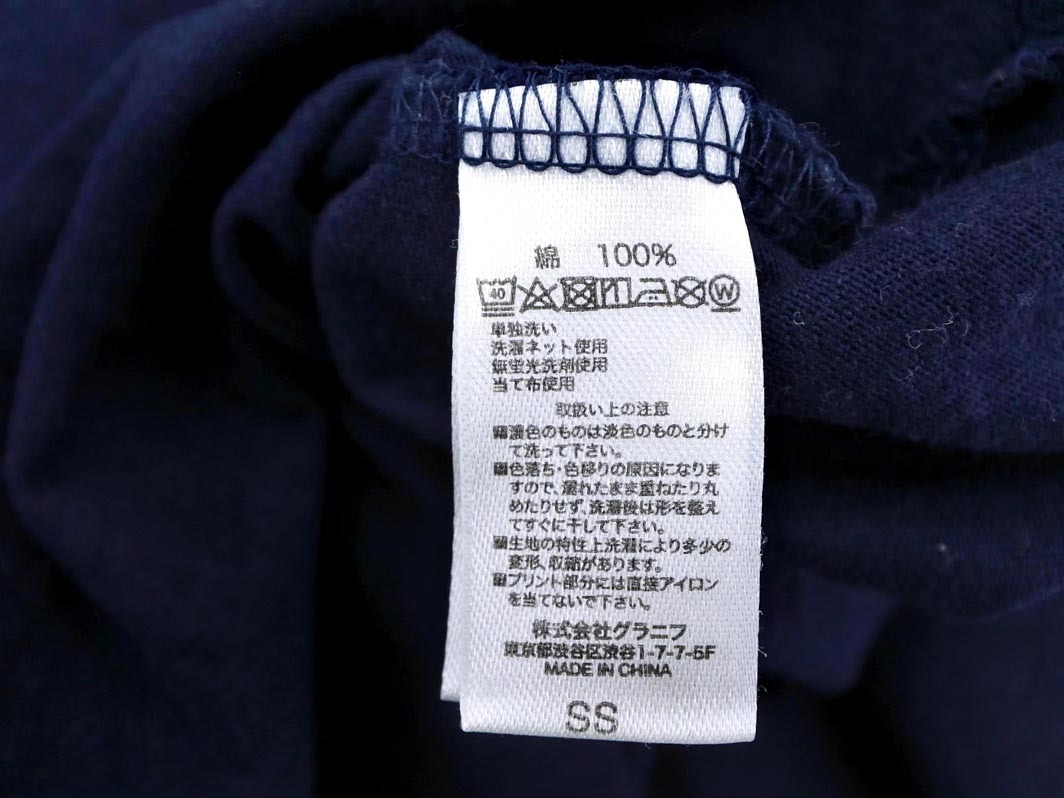 綿 100%
40 W
単独洗い
洗濯ネット使用
無蛍光洗剤使用
当て布使用
取扱い上の注意
■濃色のものは淡色のものと分け
て洗って下さい。
■色落ち・色移りの原因になりま
すので、濡れたまま重ねたり丸
めたりせず、洗濯後は形を整え
てすぐに干して下さい。
■生地の特性上洗濯により多少の
変形、収縮があります。
■プリント部分には直接アイロン
を当てないで下さい。
株式会社グラニフ
東京都渋谷区渋谷1-7-7-5F
MADE IN CHINA
SS